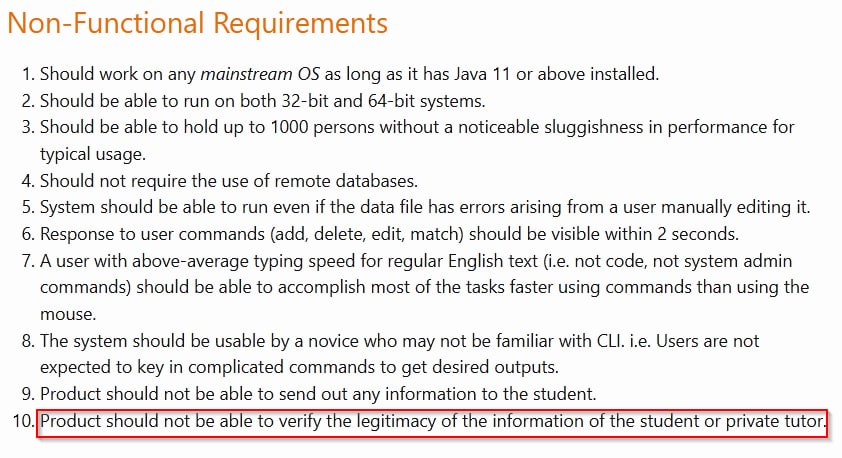 Non-Functional Requirements
1. Should work on any mainstream OS as long as it has Java 11 or above installed.
2. Should be able to run on both 32-bit and 64-bit systems.
3. Should be able to hold up to 1000 persons without a noticeable sluggishness in performance for
typical usage.
4. Should not require the use of remote databases.
5. System should be able to run even if the data file has errors arising from a user manually editing it.
6. Response to user commands (add, delete, edit, match) should be visible within 2 seconds.
7. A user with above-average typing speed for regular English text (i.e. not code, not system admin
commands) should be able to accomplish most of the tasks faster using commands than using the
mouse.
8. The system should be usable by a novice who may not be familiar with CLI. i.e. Users are not
expected to key in complicated commands to get desired outputs.
9. Product should not be able to send out any information to the student.
10. Product should not be able to verify the legitimacy of the information of the student or private tutor.